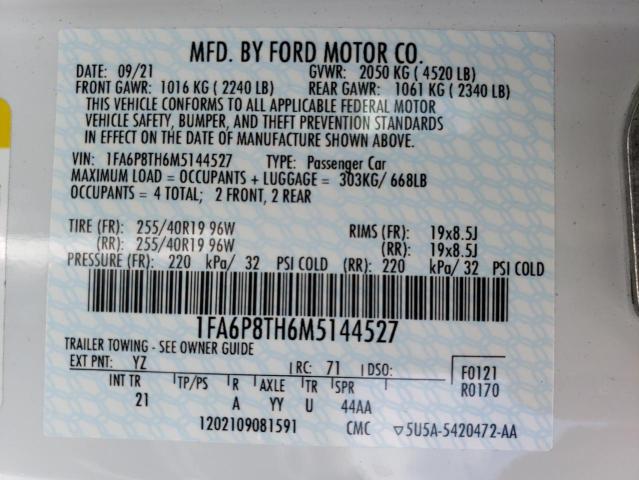 MFD. BY FORD MOTOR CO.
DATE: 09/21 GVWR: 2050 KG ( 4520 LB)
FRONT GAWR: 1016 KG ( 2240 LB) REAR GAWR: 1061 KG ( 2340 LB)
THIS VEHICLE CONFORMS TO ALL APPLICABLE FEDERAL MOTOR
VEHICLE SAFETY, BUMPER, AND THEFT PREVENTION STANDARDS
IN EFFECT ON THE DATE OF MANUFACTURE SHOWN ABOVE.
VIN: 1FA6P8TH6M5144527 TYPE: Passenger Car
MAXIMUM LOAD = OCCUPANTS + LUGGAGE = 303KG/ 668LB
OCCUPANTS = 4 TOTAL; 2 FRONT, 2 REAR
TIRE (FR): 255/40R19 96W RIMS (FR): 19x8.5J
(RR): 255/40R19 96W (RR): 19x8.5J
PRESSURE (FR): 220 kPa/ 32 PSI COLD (RR): 220 kPa/ 32 PSI COLD
1FA6P8TH6M5144527
TRAILER TOWING - SEE OWNER GUIDE
EXT PNT: YZ RC: 71 DSO: F0121
INT TR TP/PS R AXLE TR SPR R0170
21 A YY U 44AA
1202109081591 CMC ▽5U5A-5420472-AA